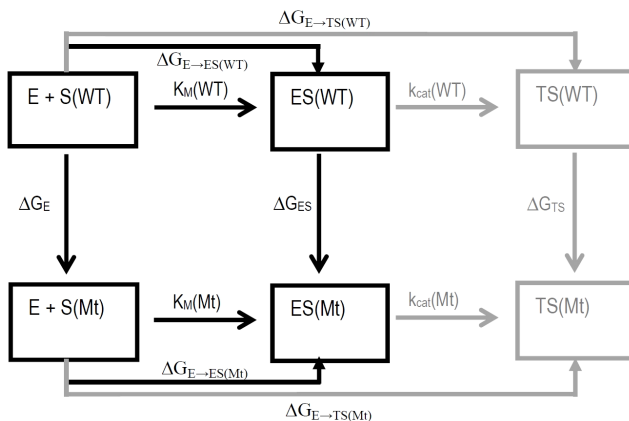 ΔG_E→TS(WT)
ΔG_E→ES(WT)
E + S(WT)
K_M(WT)
ES(WT)
k_cat(WT)
TS(WT)
ΔG_E
ΔG_ES
ΔG_TS
E + S(Mt)
K_M(Mt)
ES(Mt)
k_cat(Mt)
TS(Mt)
ΔG_E→ES(Mt)
ΔG_E→TS(Mt)